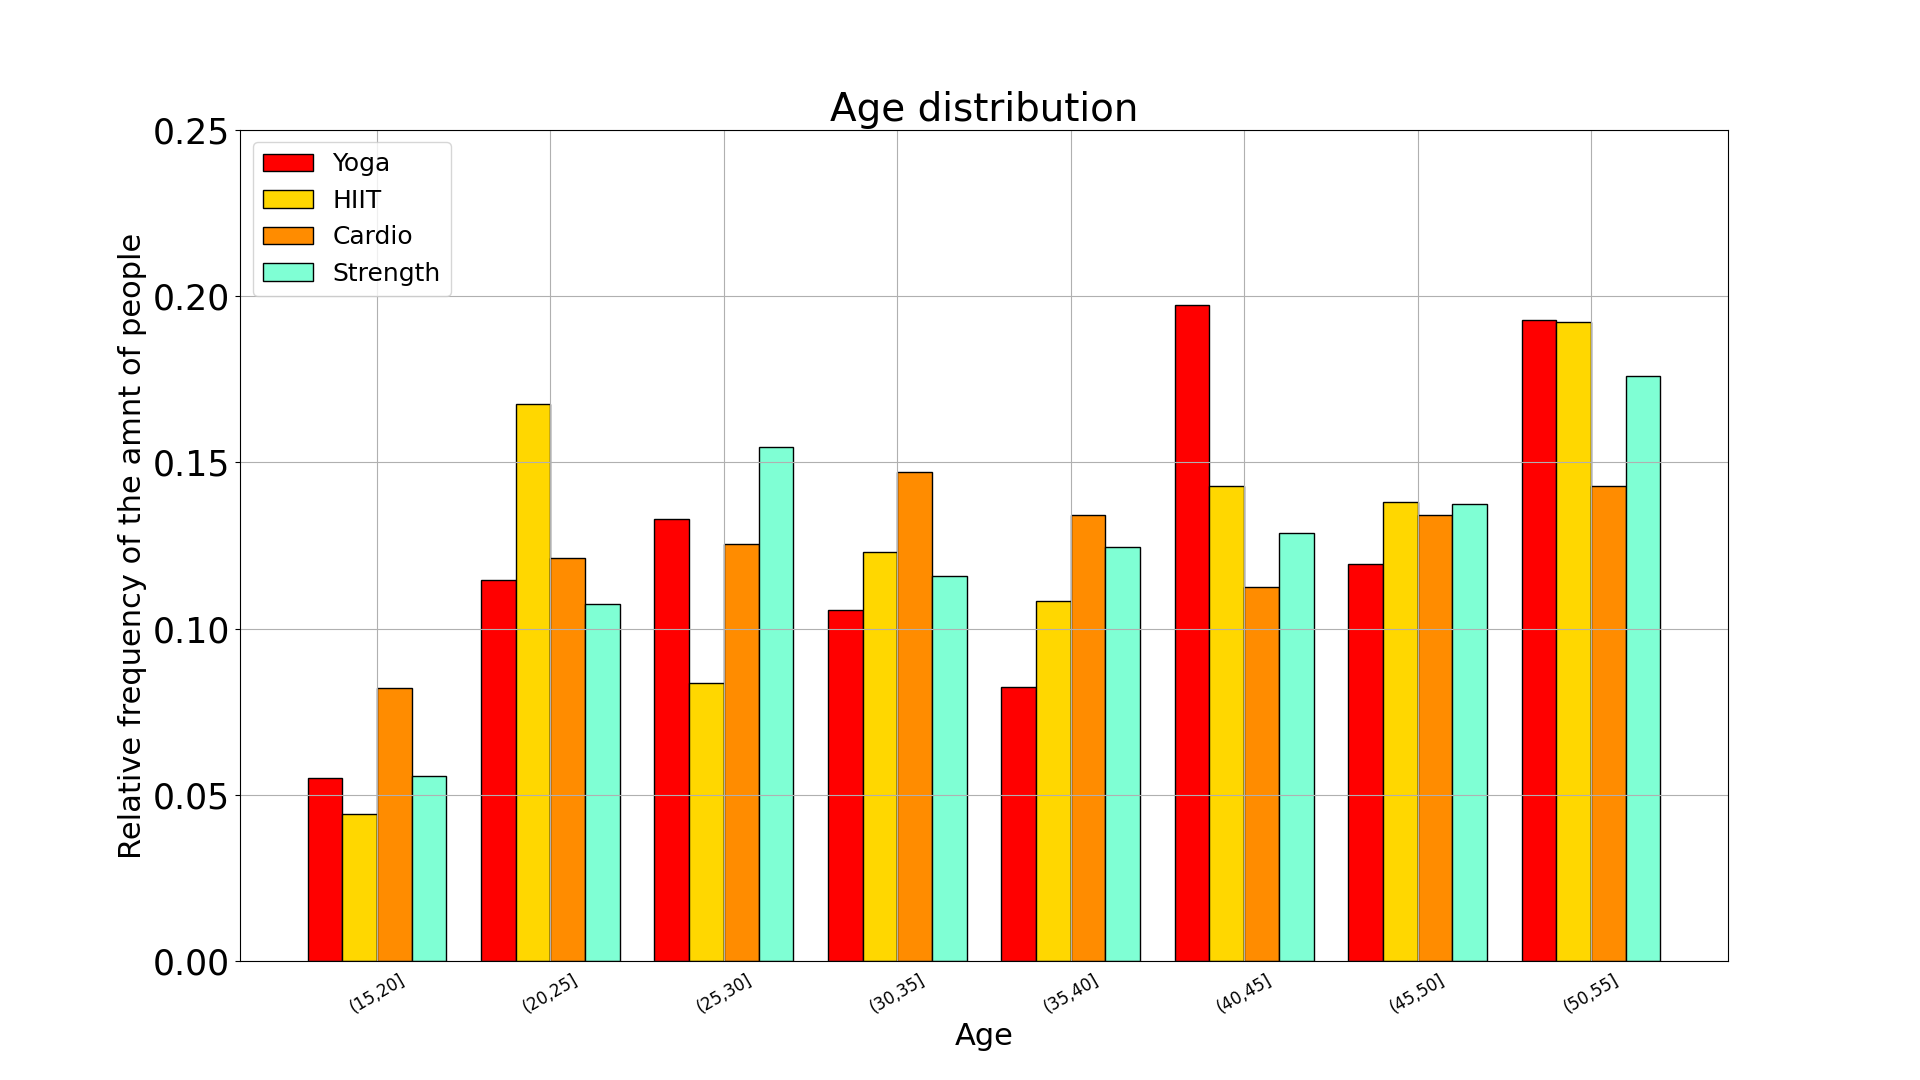 Age distribution
0.25
0.20
0.15
0.10
0.05
0.00
Relative frequency of the amnt of people
Yoga
HIIT
Cardio
Strength
(15,20]
(20,25]
(25,30]
(30,35]
(35,40]
(40,45]
(45,50]
(50,55]
Age